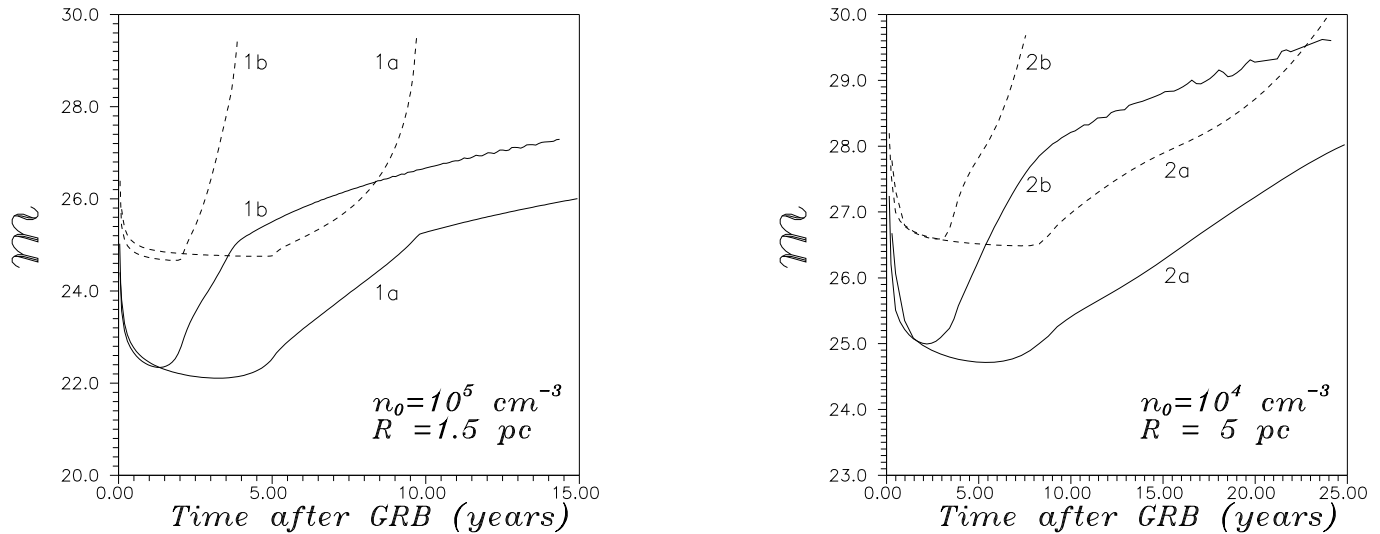 30.0
28.0
26.0
24.0
22.0
20.0
m
1b
1a
1b
1a
n₀=10⁵ cm⁻³
R =1.5 pc
0.00 5.00 10.00 15.00
Time after GRB (years)
30.0
29.0
28.0
27.0
26.0
25.0
24.0
23.0
m
2b
2a
2b
2a
n₀=10⁴ cm⁻³
R = 5 pc
0.00 5.00 10.00 15.00 20.00 25.00
Time after GRB (years)